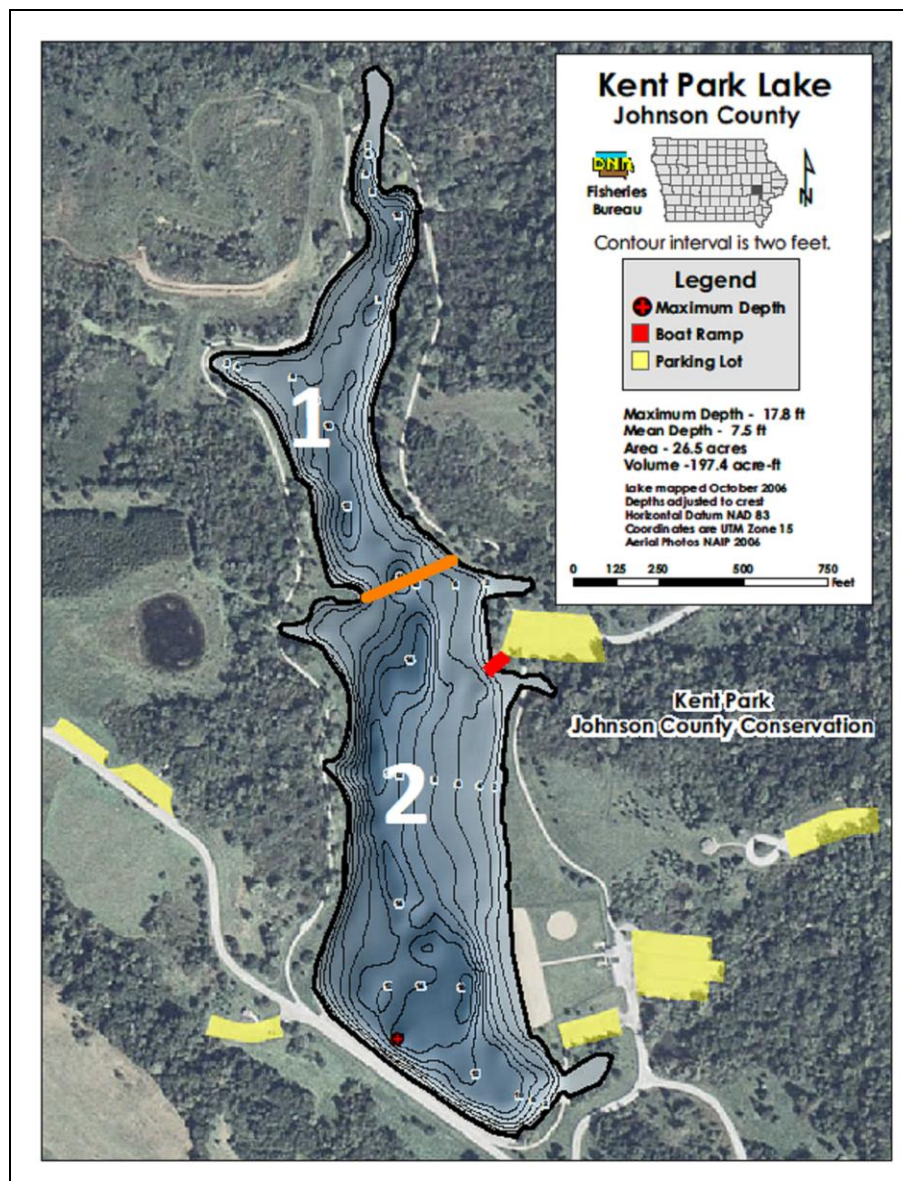 Kent Park Lake
Johnson County
DNR
Fisheries
Bureau
N
Contour interval is two feet.
Legend
Maximum Depth
Boat Ramp
Parking Lot
Maximum Depth - 17.8 ft
Mean Depth - 7.5 ft
Area - 26.5 acres
Volume -197.4 acre-ft
Lake mapped October 2006
Depths adjusted to crest
Horizontal Datum NAD 83
Coordinates are UTM Zone 15
Aerial Photos NAIP 2006
0 125 250 500 750
Feet
1
Kent Park
Johnson County Conservation
2